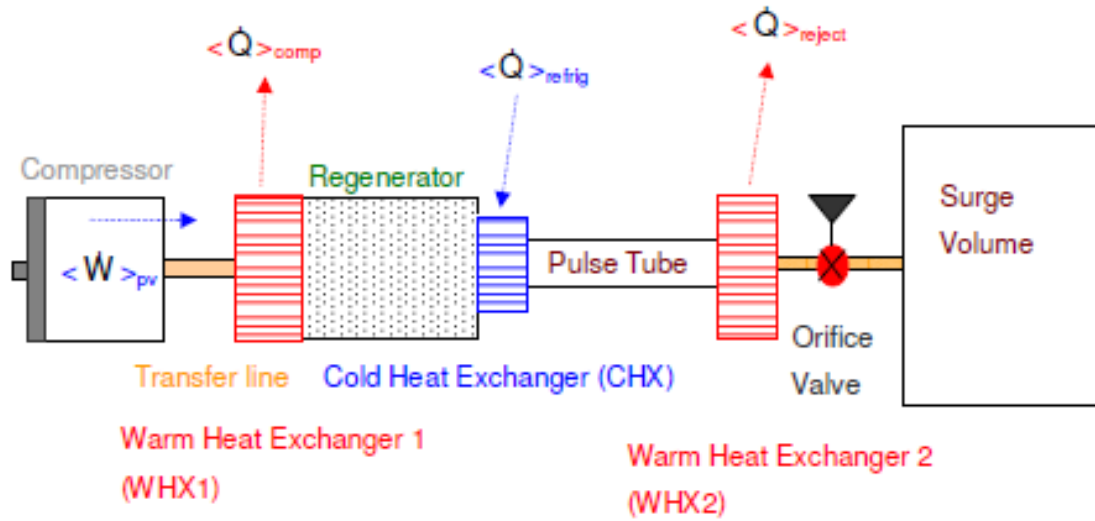 <Q̇>comp
<Q̇>refrig
<Q̇>reject
Compressor
Regenerator
Surge
Volume
<Ẇ>pv
Pulse Tube
Orifice
Valve
Transfer line
Cold Heat Exchanger (CHX)
Warm Heat Exchanger 1
(WHX1)
Warm Heat Exchanger 2
(WHX2)